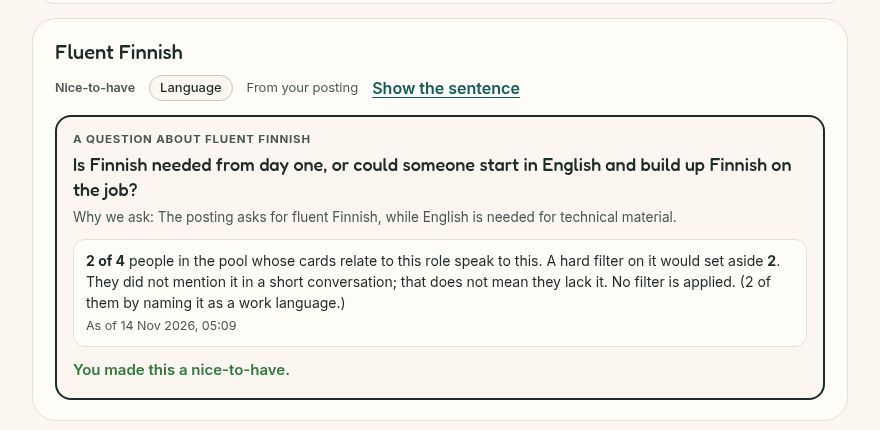 Fluent Finnish
Nice-to-have Language From your posting Show the sentence
A QUESTION ABOUT FLUENT FINNISH
Is Finnish needed from day one, or could someone start in English and build up Finnish on
the job?
Why we ask: The posting asks for fluent Finnish, while English is needed for technical material.
2 of 4 people in the pool whose cards relate to this role speak to this. A hard filter on it would set aside 2.
They did not mention it in a short conversation; that does not mean they lack it. No filter is applied. (2 of
them by naming it as a work language.)
As of 14 Nov 2026, 05:09
You made this a nice-to-have.